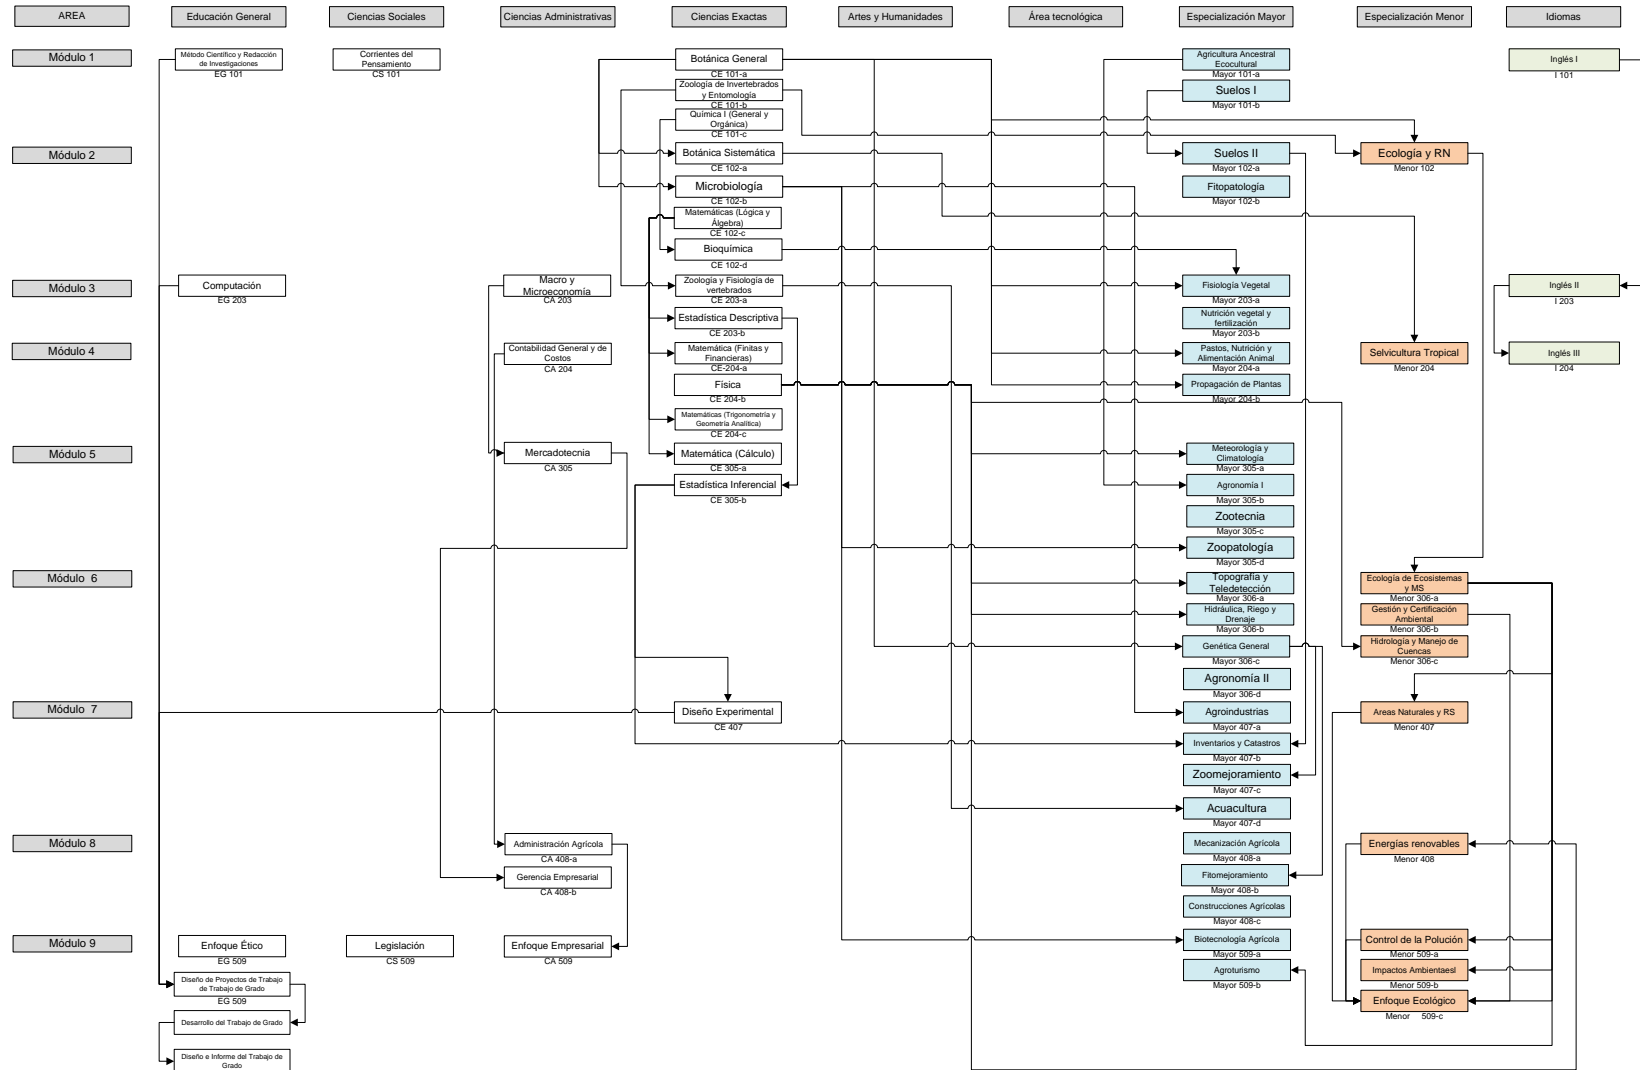 AREA
Educación General
Ciencias Sociales
Ciencias Administrativas
Ciencias Exactas
Artes y Humanidades
Área tecnológica
Especialización Mayor
Especialización Menor
Idiomas
Módulo 1
Método Científico y Redacción
de Investigaciones
EG 101
Corrientes del
Pensamiento
CS 101
Botánica General
CE 101-a
Zoología de Invertebrados
y Entomología
CE 101-b
Química I (General y
Orgánica)
CE 101-c
Agricultura Ancestral
Ecocultural
Mayor 101-a
Suelos I
Mayor 101-b
Inglés I
I 101
Módulo 2
Botánica Sistemática
CE 102-a
Microbiología
CE 102-b
Matemáticas (Lógica y
Álgebra)
CE 102-c
Bioquímica
CE 102-d
Suelos II
Mayor 102-a
Fitopatología
Mayor 102-b
Ecología y RN
Menor 102
Módulo 3
Computación
EG 203
Macro y
Microeconomía
CA 203
Zoología y Fisiología de
vertebrados
CE 203-a
Estadística Descriptiva
CE 203-b
Fisiología Vegetal
Mayor 203-a
Nutrición vegetal y
fertilización
Mayor 203-b
Inglés II
I 203
Módulo 4
Contabilidad General y de
Costos
CA 204
Matemática (Finitas y
Financieras)
CE-204-a
Física
CE 204-b
Matemáticas (Trigonometría y
Geometría Analítica)
CE 204-c
Pastos, Nutrición y
Alimentación Animal
Mayor 204-a
Propagación de Plantas
Mayor 204-b
Selvicultura Tropical
Menor 204
Inglés III
I 204
Módulo 5
Mercadotecnia
CA 305
Matemática (Cálculo)
CE 305-a
Estadística Inferencial
CE 305-b
Meteorología y
Climatología
Mayor 305-a
Agronomía I
Mayor 305-b
Zootecnia
Mayor 305-c
Zoopatología
Mayor 305-d
Módulo 6
Topografía y
Teledetección
Mayor 306-a
Hidráulica, Riego y
Drenaje
Mayor 306-b
Genética General
Mayor 306-c
Agronomía II
Mayor 306-d
Ecología de Ecosistemas
y MS
Menor 306-a
Gestión y Certificación
Ambiental
Menor 306-b
Hidrología y Manejo de
Cuencas
Menor 306-c
Módulo 7
Diseño Experimental
CE 407
Agroindustrias
Mayor 407-a
Inventarios y Catastros
Mayor 407-b
Zoomejoramiento
Mayor 407-c
Acuacultura
Mayor 407-d
Areas Naturales y RS
Menor 407
Módulo 8
Administración Agrícola
CA 408-a
Gerencia Empresarial
CA 408-b
Mecanización Agrícola
Mayor 408-a
Fitomejoramiento
Mayor 408-b
Construcciones Agrícolas
Mayor 408-c
Energías renovables
Menor 408
Módulo 9
Enfoque Ético
EG 509
Diseño de Proyectos de Trabajo
de Trabajo de Grado
EG 509
Desarrollo del Trabajo de Grado
Diseño e Informe del Trabajo de
Grado
Legislación
CS 509
Enfoque Empresarial
CA 509
Biotecnología Agrícola
Mayor 509-a
Agroturismo
Mayor 509-b
Control de la Polución
Menor 509-a
Impactos Ambientaesl
Menor 509-b
Enfoque Ecológico
Menor 509-c